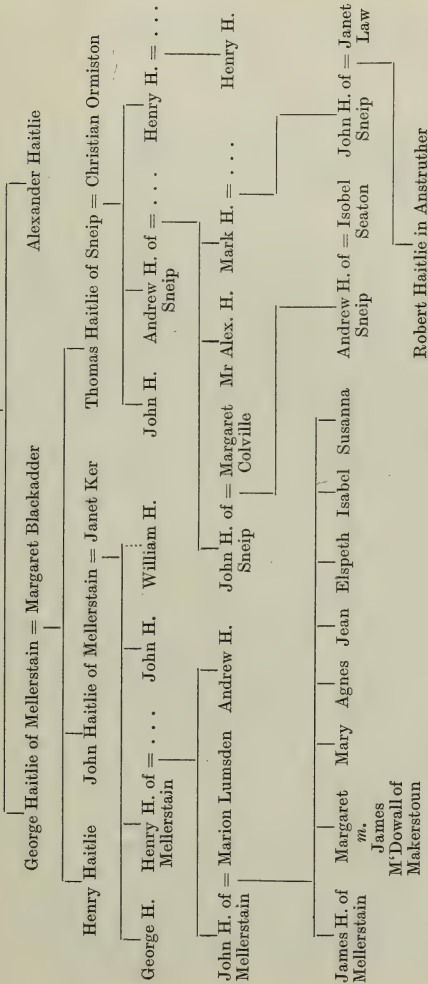 Alexander Haitlie
George Haitlie of Mellerstain = Margaret Blackadder
Henry Haitlie John Haitlie of Mellerstain = Janet Ker Thomas Haitlie of Sneip = Christian Ormiston
George H. Henry H. of = . . . . John H. William H. John H. Andrew H. of = . . . . Henry H. = . . . .
Mellerstain Sneip
John H. of = Marion Lumsden Andrew H. John H. of = Margaret Mr Alex. H. Mark H. = . . . . Henry H.
Mellerstain Sneip Colville
James H. of Margaret Mary Agnes Jean Elspeth Isabel Susanna Andrew H. of = Isobel John H. of = Janet
Mellerstain m. Sneip Seaton Sneip Law
James
M‘Dowall of
Makerstoun
Robert Haitlie in Anstruther